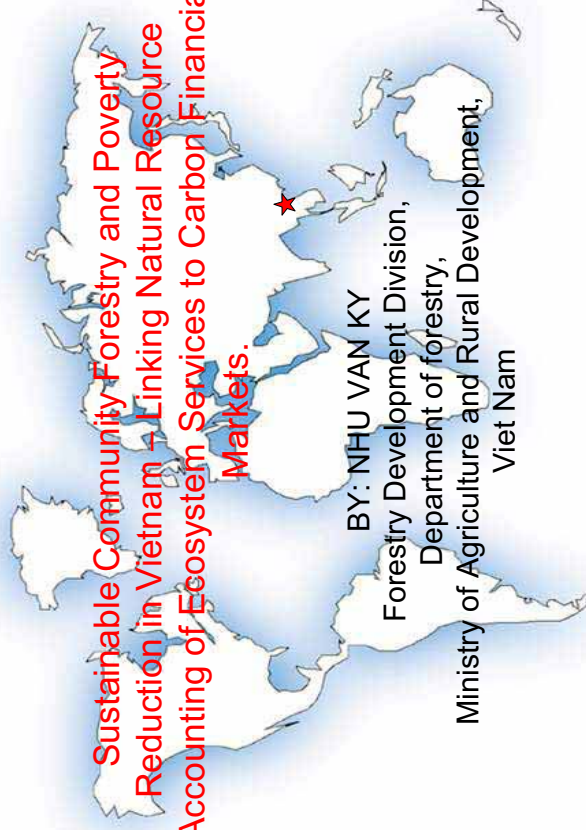 Sustainable Community Forestry and Poverty
Reduction in Vietnam – Linking Natural Resource
Accounting of Ecosystem Services to Carbon Financial
Markets.
BY: NHU VAN KY
Forestry Development Division,
Department of forestry,
Ministry of Agriculture and Rural Development,
Viet Nam